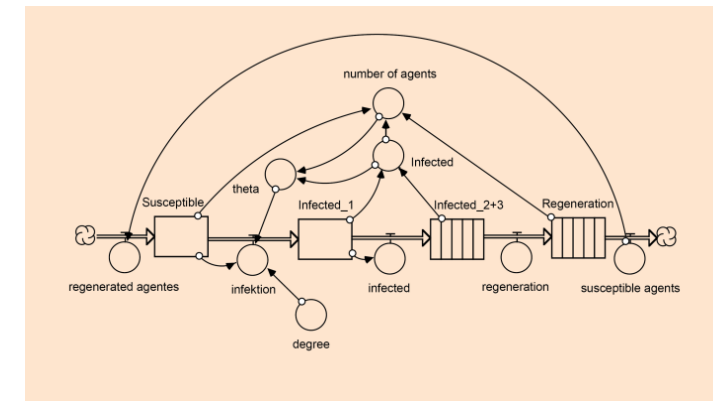 number of agents
Infected
theta
Susceptible
Infected_1
Infected_2+3
Regeneration
regenerated agentes
infektion
infected
regeneration
susceptible agents
degree